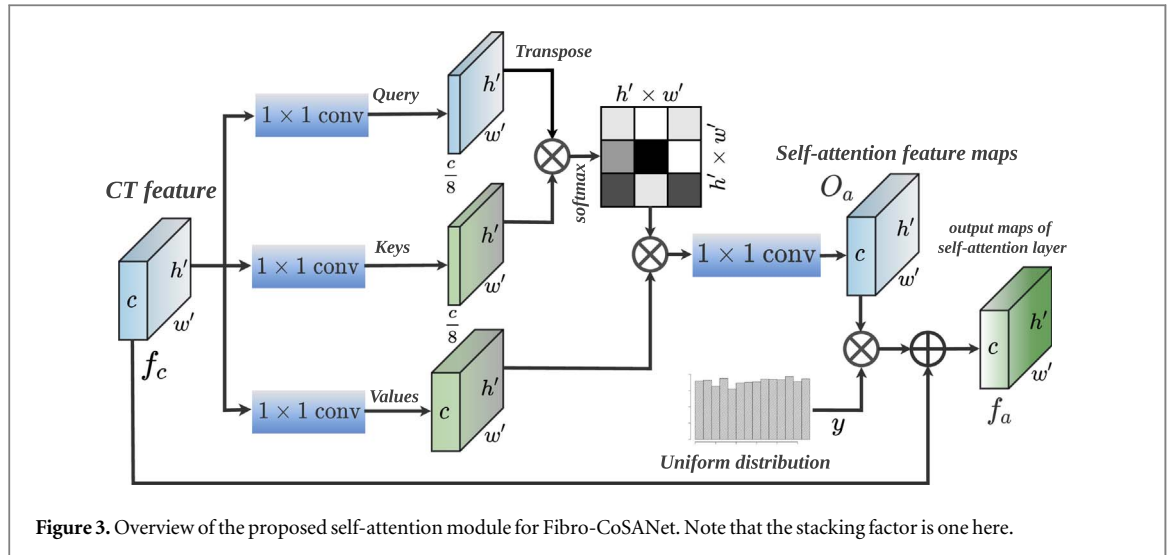 Transpose
Query
1 × 1 conv
h′
w′
c/8
h′ × w′
h′ × w′
softmax
CT feature
c
h′
w′
f_c
Keys
1 × 1 conv
h′
w′
c/8
Self-attention feature maps
O_a
1 × 1 conv
c
h′
w′
output maps of
self-attention layer
c
h′
w′
f_a
Values
1 × 1 conv
c
h′
w′
y
Uniform distribution
Figure 3. Overview of the proposed self-attention module for Fibro-CoSANet. Note that the stacking factor is one here.